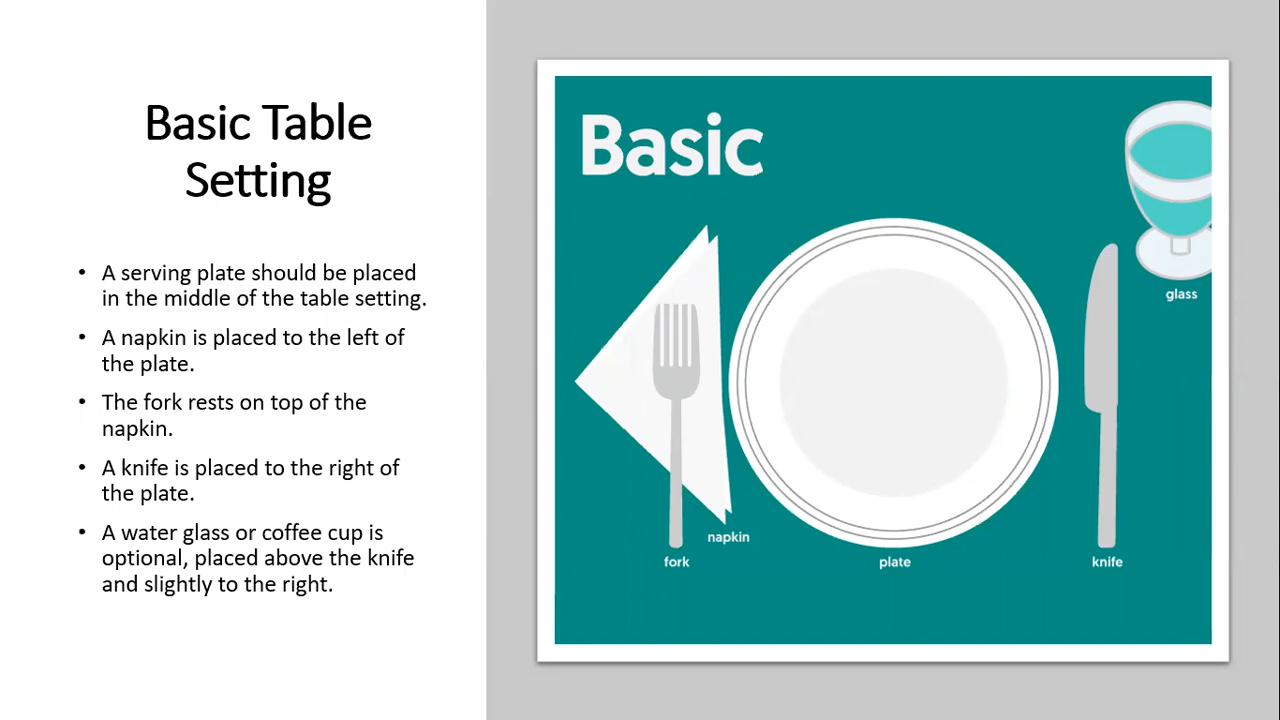 Basic Table
Setting
• A serving plate should be placed
in the middle of the table setting.
• A napkin is placed to the left of
the plate.
• The fork rests on top of the
napkin.
• A knife is placed to the right of
the plate.
• A water glass or coffee cup is
optional, placed above the knife
and slightly to the right.
Basic
glass
napkin
fork
plate
knife